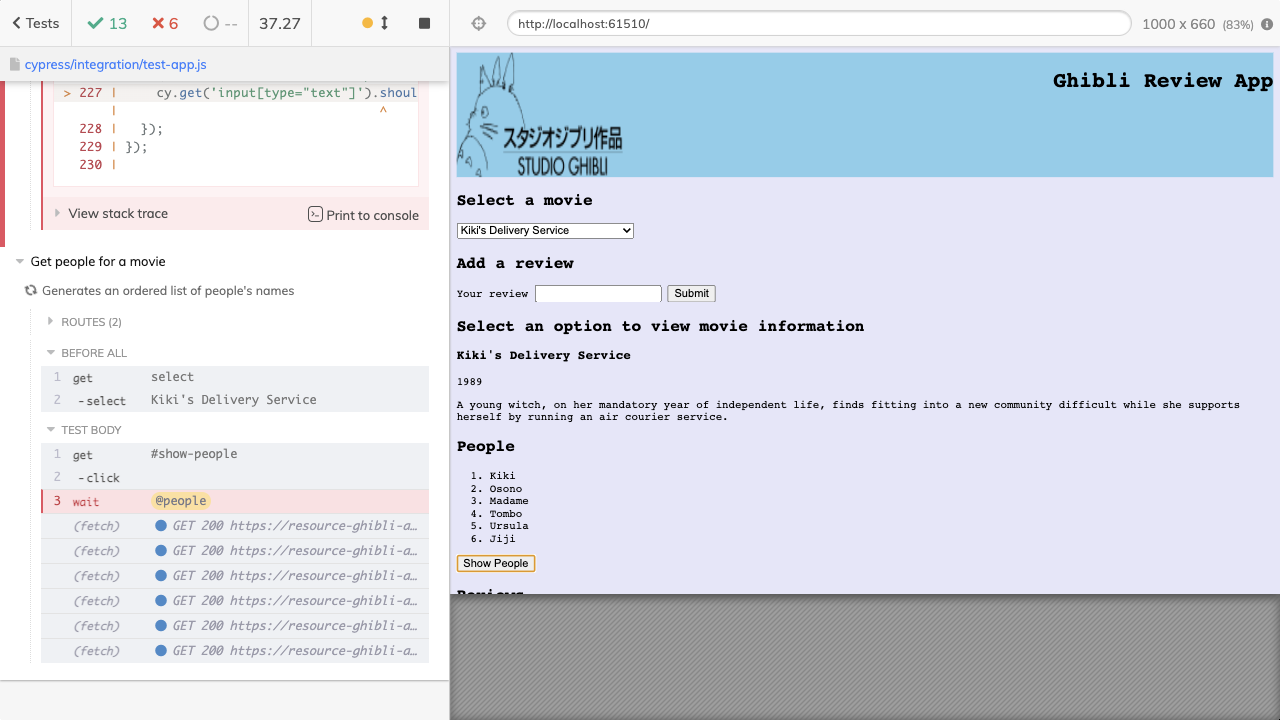 Tests
13
6
--
37.27
cypress/integration/test-app.js
> 227 | cy.get('input[type="text"]').shoul
| ^
228 | });
229 | });
230 |
View stack trace
Print to console
Get people for a movie
Generates an ordered list of people's names
ROUTES (2)
BEFORE ALL
1 get select
2 -select Kiki's Delivery Service
TEST BODY
1 get #show-people
2 -click
3 wait @people
(fetch) GET 200 https://resource-ghibli-a…
(fetch) GET 200 https://resource-ghibli-a…
(fetch) GET 200 https://resource-ghibli-a…
(fetch) GET 200 https://resource-ghibli-a…
(fetch) GET 200 https://resource-ghibli-a…
(fetch) GET 200 https://resource-ghibli-a…
http://localhost:61510/
1000 x 660 (83%)
スタジオジブリ作品
STUDIO GHIBLI
Ghibli Review App
Select a movie
Kiki's Delivery Service
Add a review
Your review
Submit
Select an option to view movie information
Kiki's Delivery Service
1989
A young witch, on her mandatory year of independent life, finds fitting into a new community difficult while she supports
herself by running an air courier service.
People
1. Kiki
2. Osono
3. Madame
4. Tombo
5. Ursula
6. Jiji
Show People
Reviews